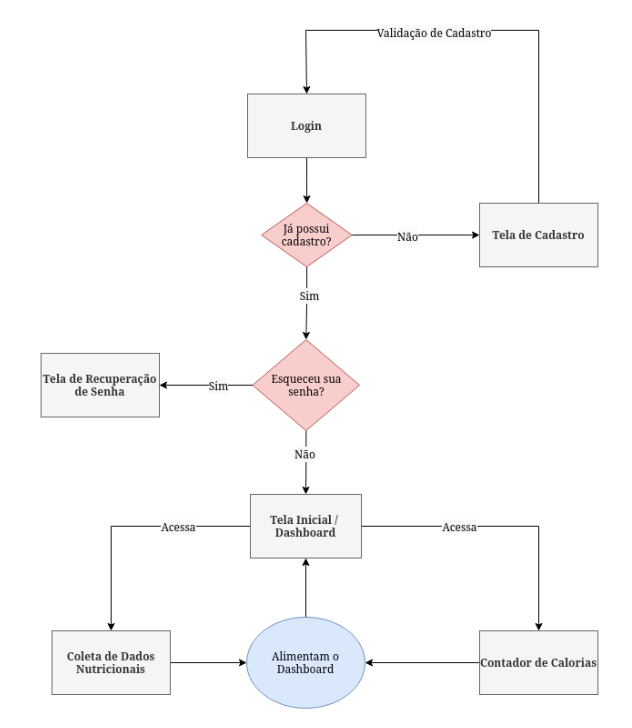 Validação de Cadastro
Login
Já possui
cadastro?
Não
Tela de Cadastro
Sim
Tela de Recuperação
de Senha
Sim
Esqueceu sua
senha?
Não
Tela Inicial /
Dashboard
Acessa
Acessa
Coleta de Dados
Nutricionais
Alimentam o
Dashboard
Contador de Calorias